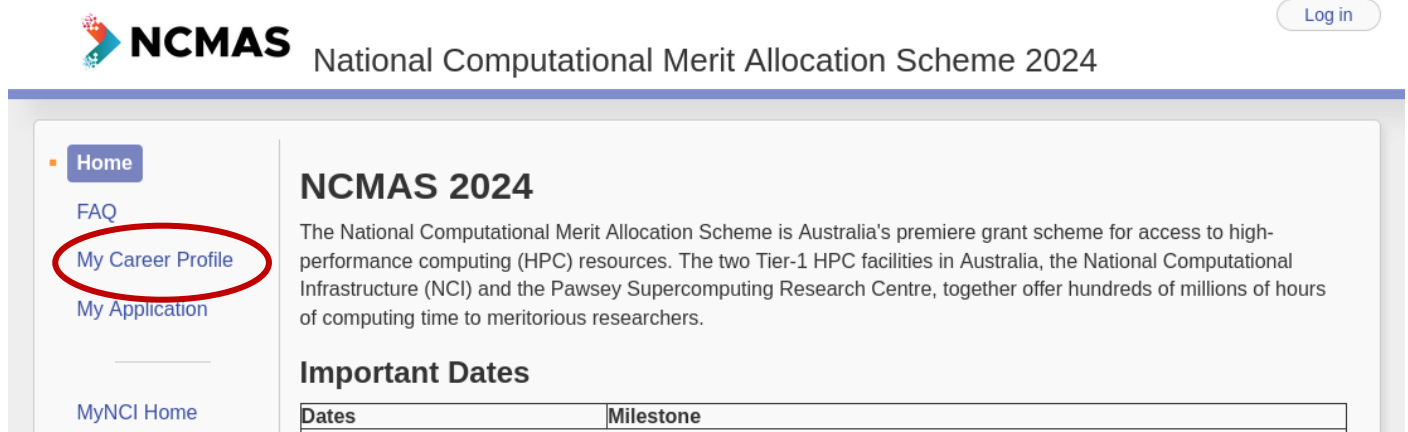 Log in
NCMAS
National Computational Merit Allocation Scheme 2024
Home
FAQ
My Career Profile
My Application
MyNCI Home
NCMAS 2024
The National Computational Merit Allocation Scheme is Australia's premiere grant scheme for access to high-
performance computing (HPC) resources. The two Tier-1 HPC facilities in Australia, the National Computational
Infrastructure (NCI) and the Pawsey Supercomputing Research Centre, together offer hundreds of millions of hours
of computing time to meritorious researchers.
Important Dates
Dates Milestone